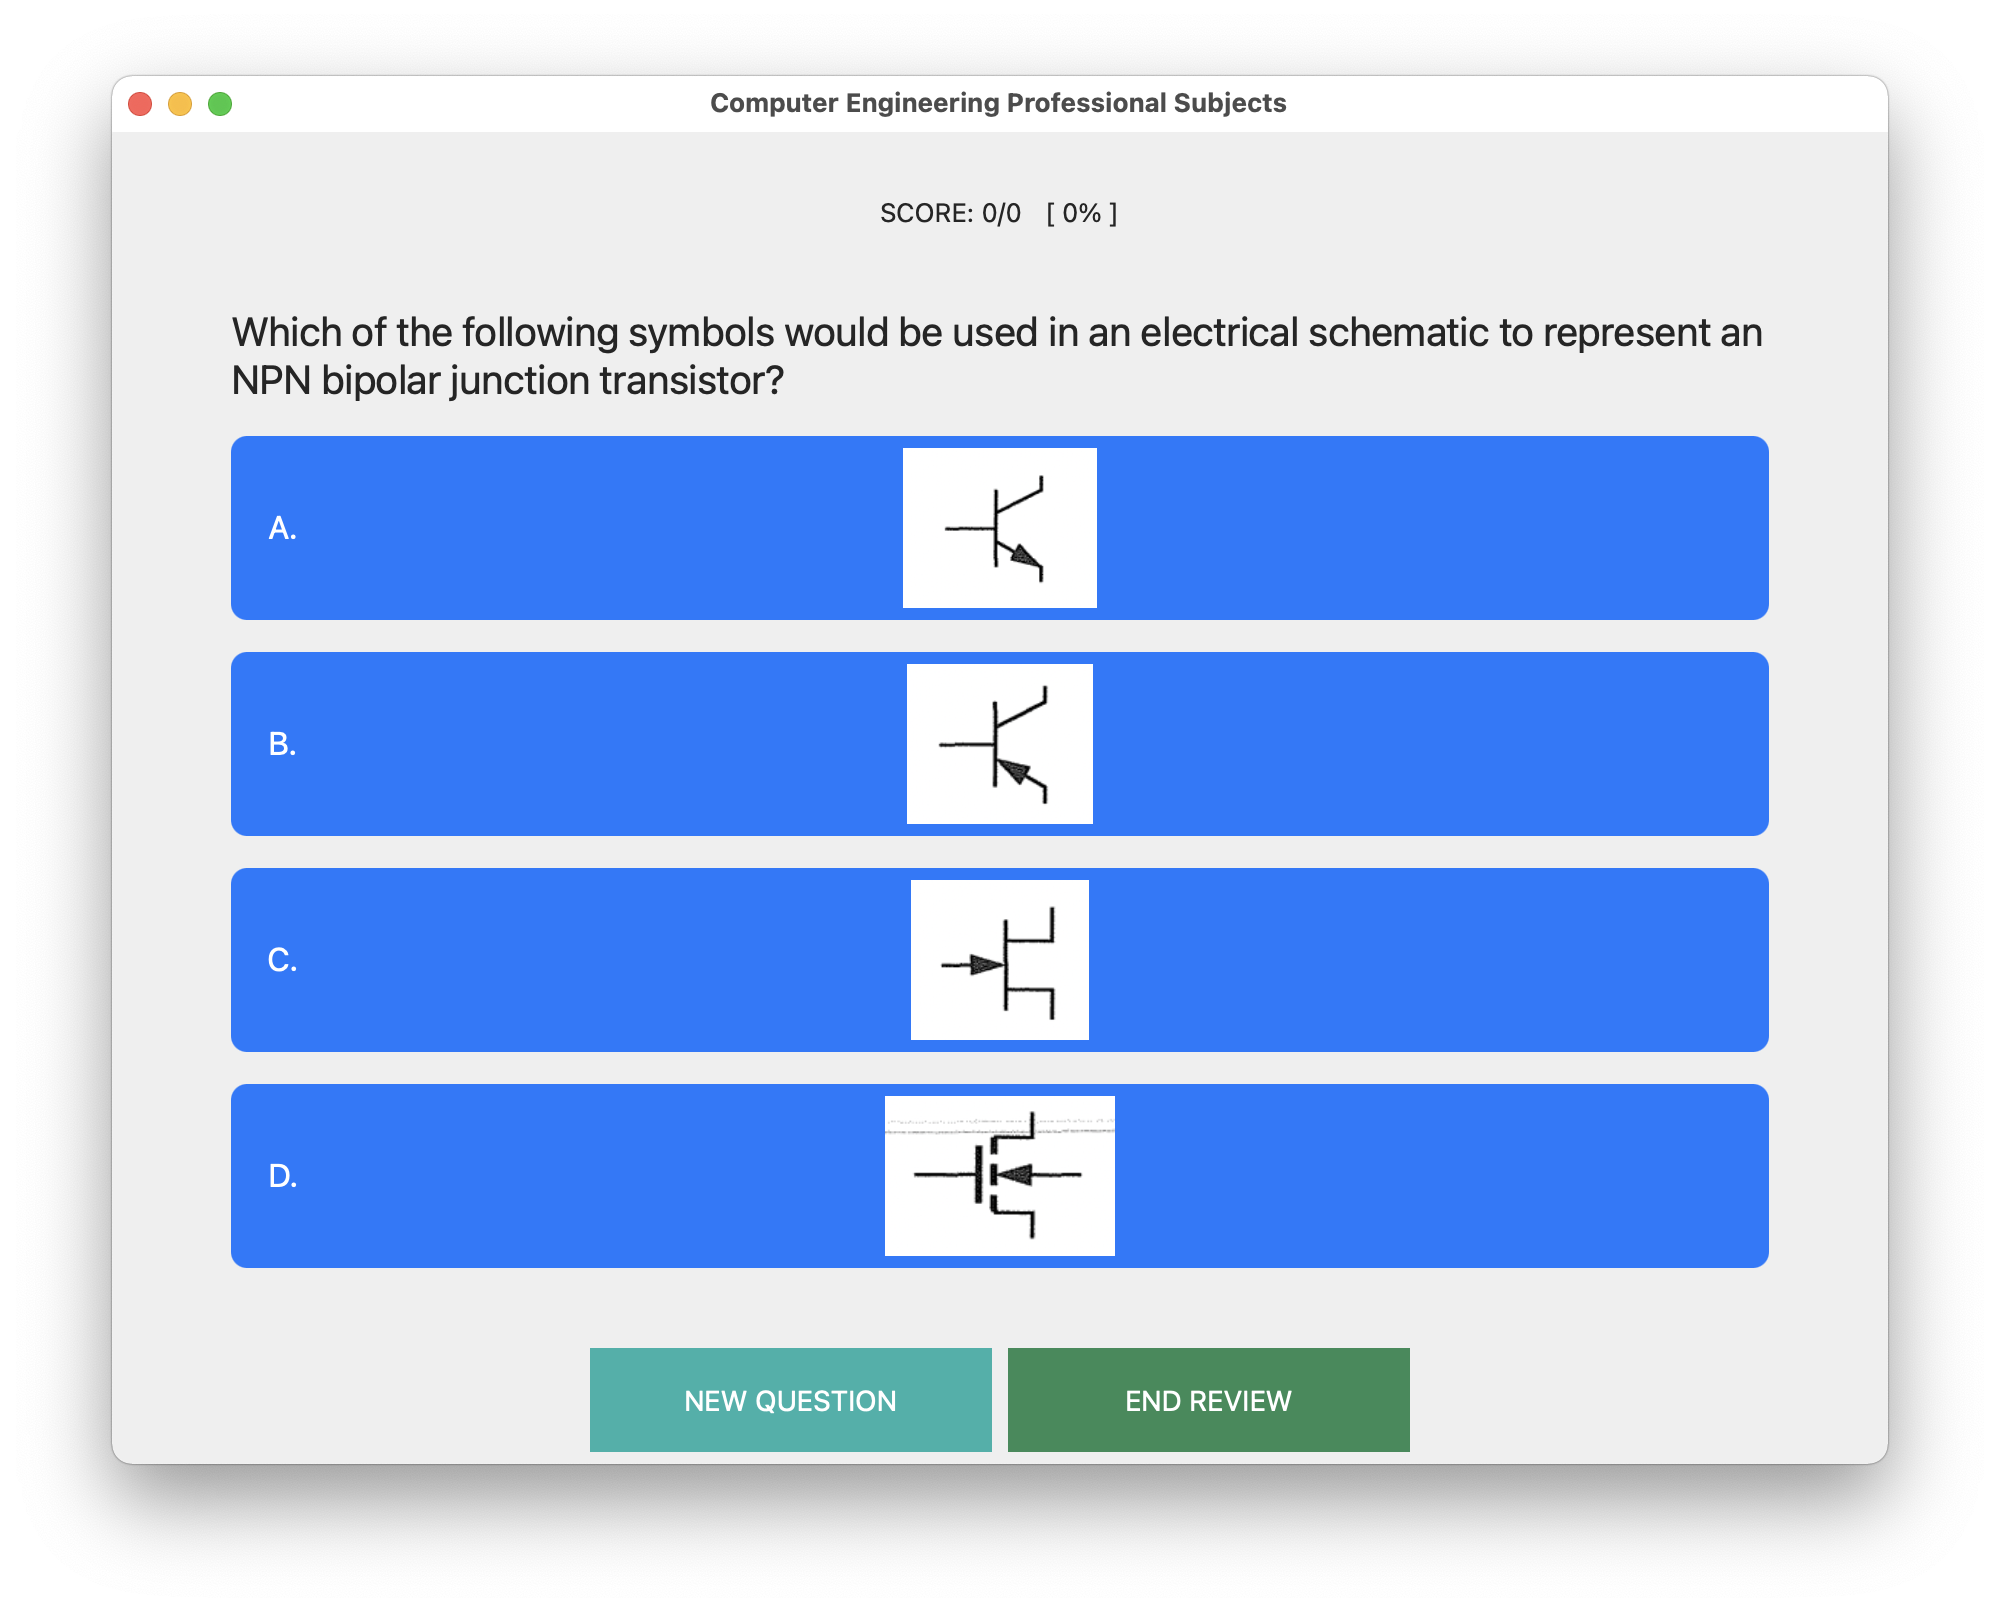 Computer Engineering Professional Subjects
SCORE: 0/0 [ 0% ]
Which of the following symbols would be used in an electrical schematic to represent an
NPN bipolar junction transistor?
A.
B.
C.
D.
NEW QUESTION
END REVIEW